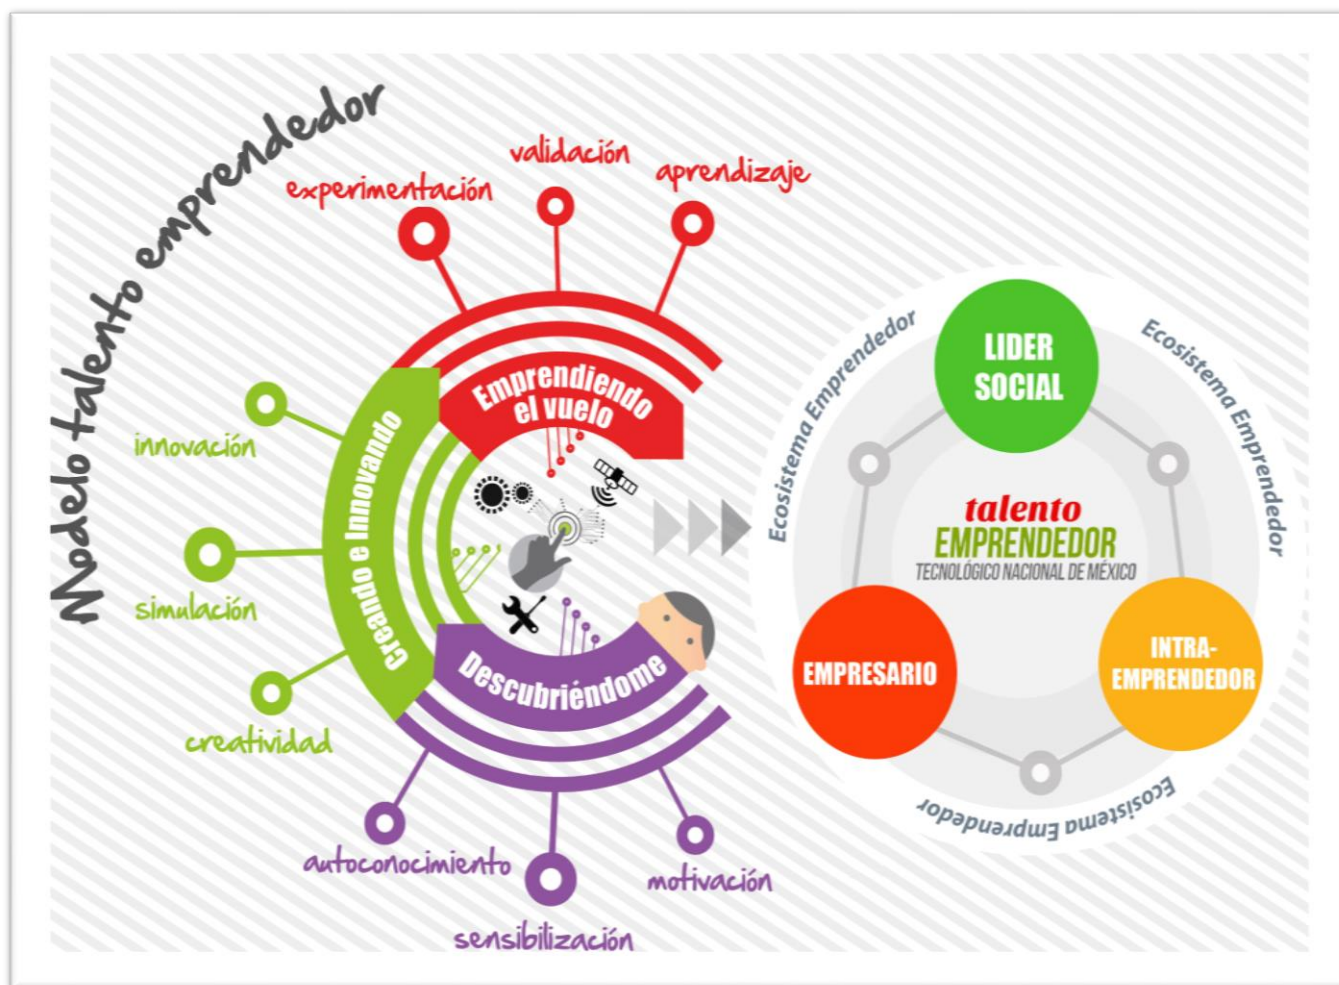 Modelo talento emprendedor
experimentación
validación
aprendizaje
Emprendiendo
el vuelo
innovación
simulación
creatividad
Creando e Innovando
Descubriéndome
autoconocimiento
sensibilización
motivación
Ecosistema Emprendedor
Ecosistema Emprendedor
LIDER
SOCIAL
talento
EMPRENDEDOR
TECNOLÓGICO NACIONAL DE MÉXICO
EMPRESARIO
INTRA-
EMPRENDEDOR
Ecosistema Emprendedor